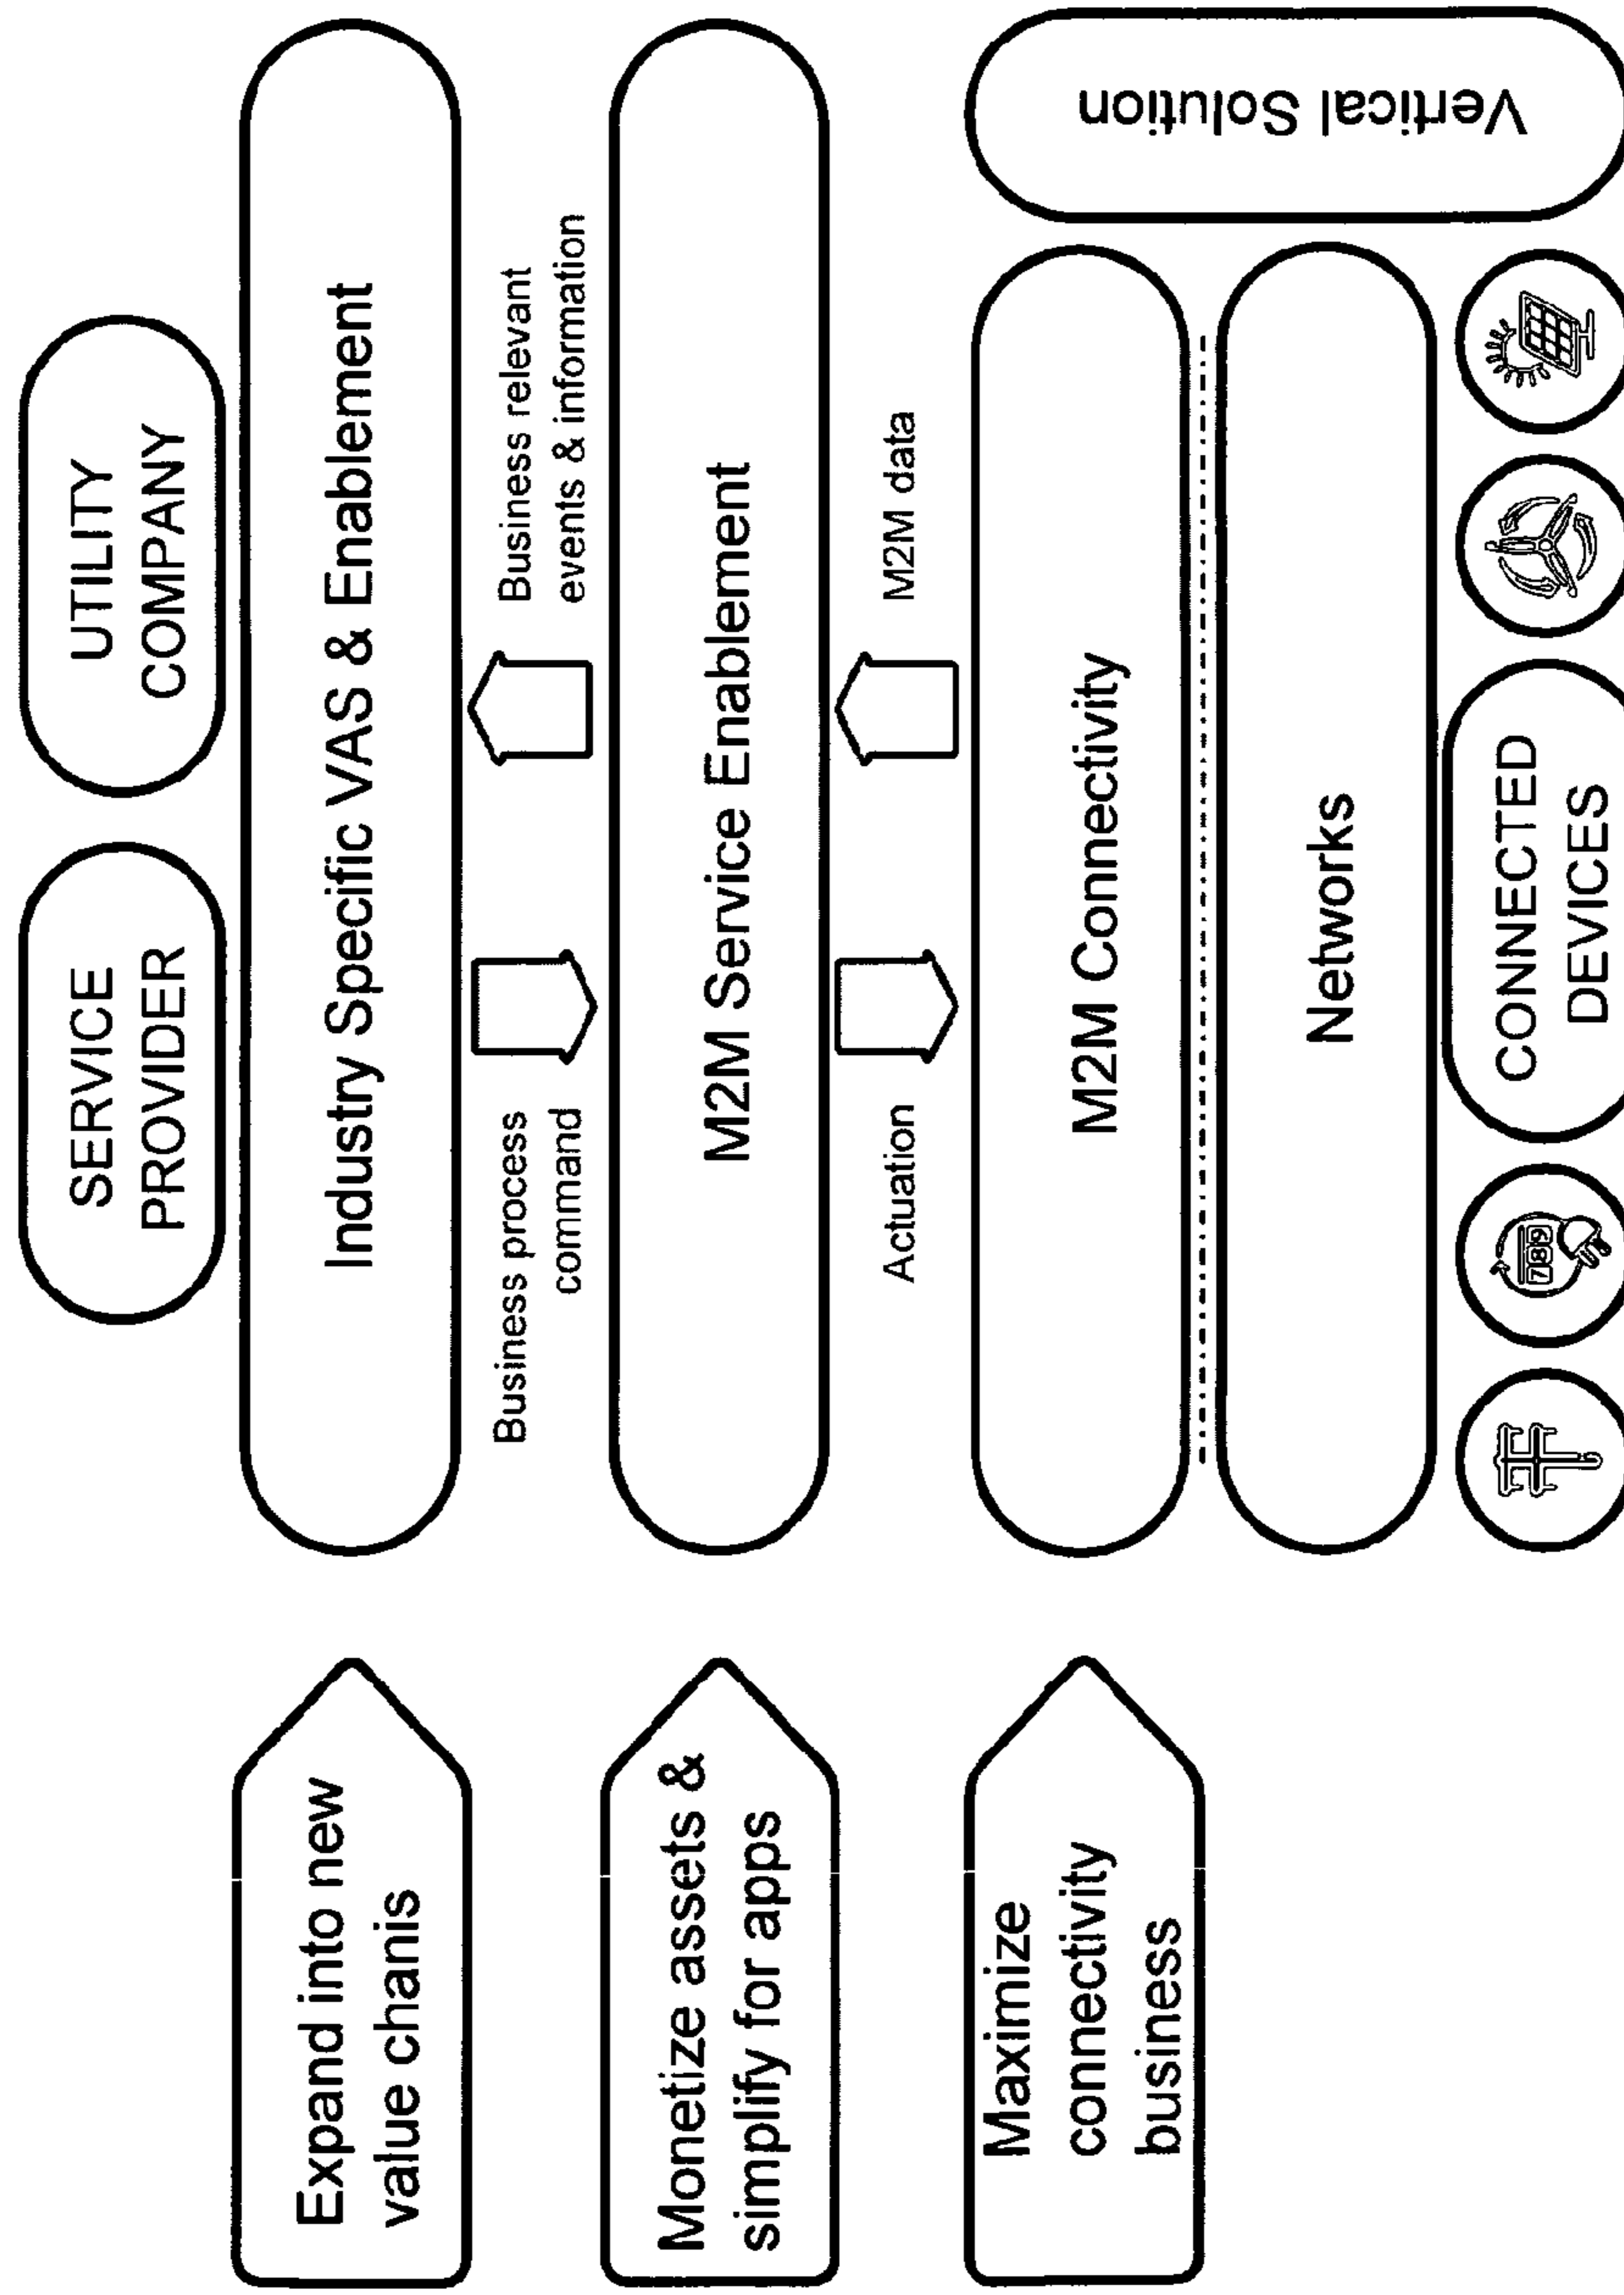 SERVICE
PROVIDER
UTILITY
COMPANY
Expand into new
value chanis
Industry Specific VAS & Enablement
Business process
command
Business relevant
events & information
Monetize assets &
simplify for apps
M2M Service Enablement
Actuation
M2M data
Maximize
connectivity
business
M2M Connectivity
Vertical Solution
Networks
789
CONNECTED
DEVICES